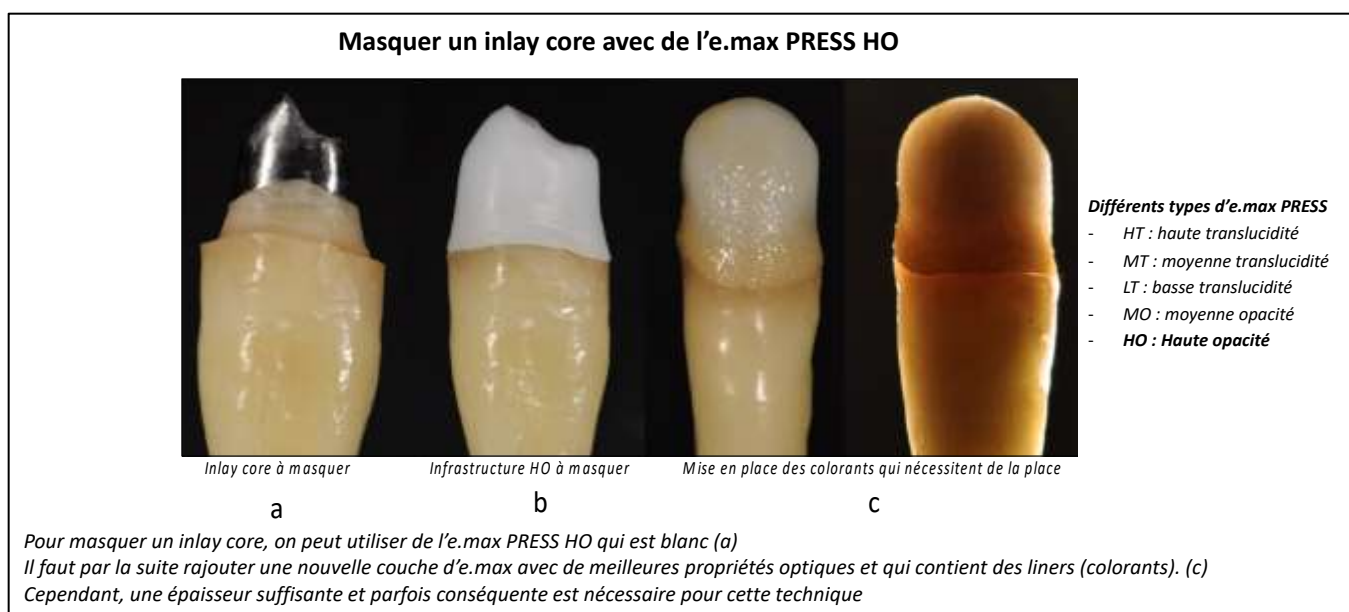 Masquer un inlay core avec de l’e.max PRESS HO
Différents types d’e.max PRESS
- HT : haute translucidité
- MT : moyenne translucidité
- LT : basse translucidité
- MO : moyenne opacité
- HO : Haute opacité
Inlay core à masquer
Infrastructure HO à masquer
Mise en place des colorants qui nécessitent de la place
a
b
c
Pour masquer un inlay core, on peut utiliser de l’e.max PRESS HO qui est blanc (a)
Il faut par la suite rajouter une nouvelle couche d’e.max avec de meilleures propriétés optiques et qui contient des liners (colorants). (c)
Cependant, une épaisseur suffisante et parfois conséquente est nécessaire pour cette technique